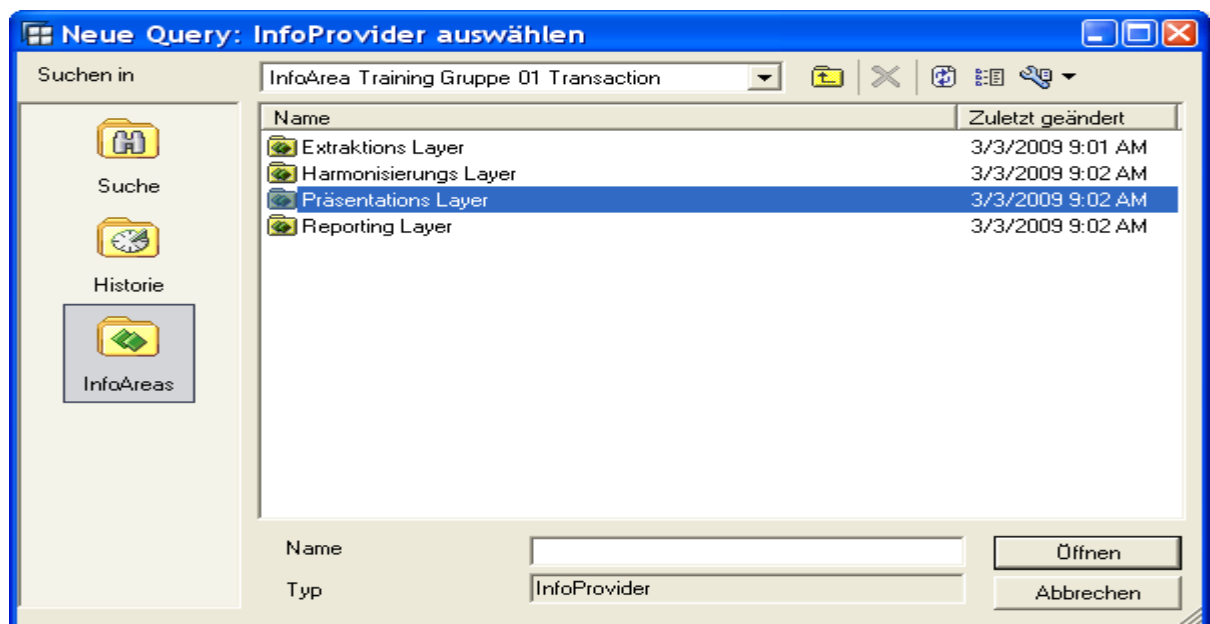 Neue Query: InfoProvider auswählen
Suchen in
InfoArea Training Gruppe 01 Transaction
Suche
Historie
InfoAreas
Name Zuletzt geändert
Extraktions Layer 3/3/2009 9:01 AM
Harmonisierungs Layer 3/3/2009 9:02 AM
Präsentations Layer 3/3/2009 9:02 AM
Reporting Layer 3/3/2009 9:02 AM
Name
Öffnen
Typ InfoProvider
Abbrechen